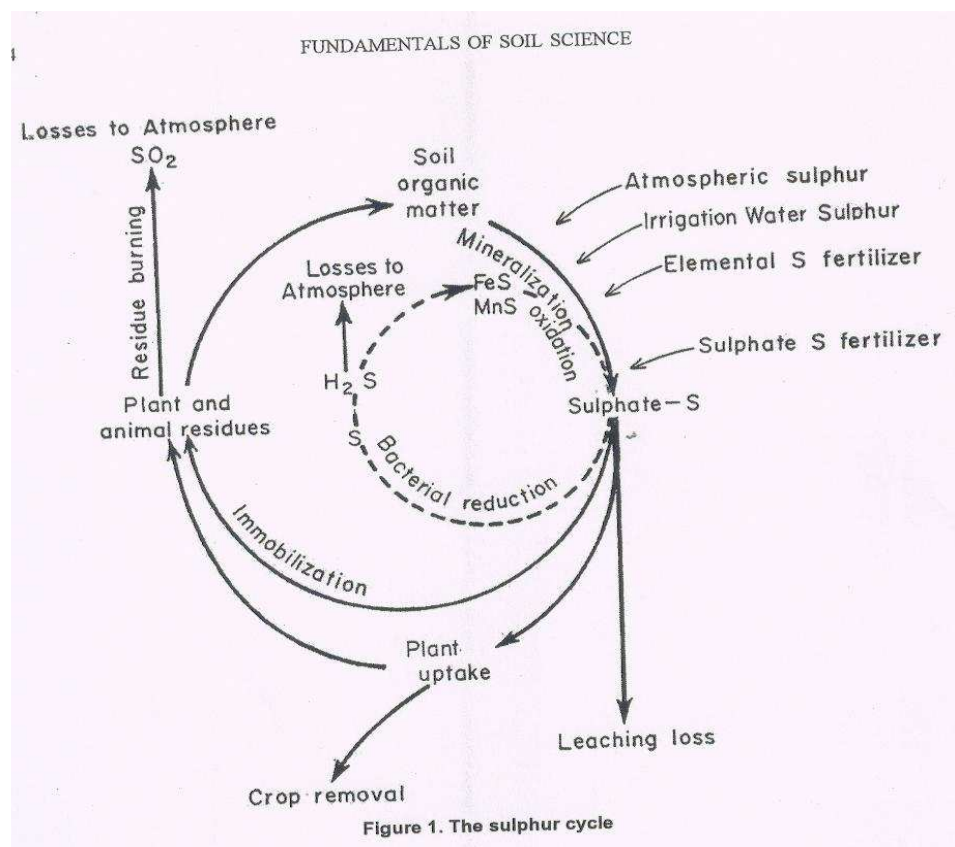 4
FUNDAMENTALS OF SOIL SCIENCE
Losses to Atmosphere
SO2
Residue burning
Soil
organic
matter
Atmospheric sulphur
Irrigation Water Sulphur
Elemental S fertilizer
Sulphate S fertilizer
Mineralization
Losses to
Atmosphere
FeS
MnS
oxidation
H2 S
S
Sulphate-S
Plant and
animal residues
Bacterial reduction
Immobilization
Plant
uptake
Leaching loss
Crop removal
Figure 1. The sulphur cycle